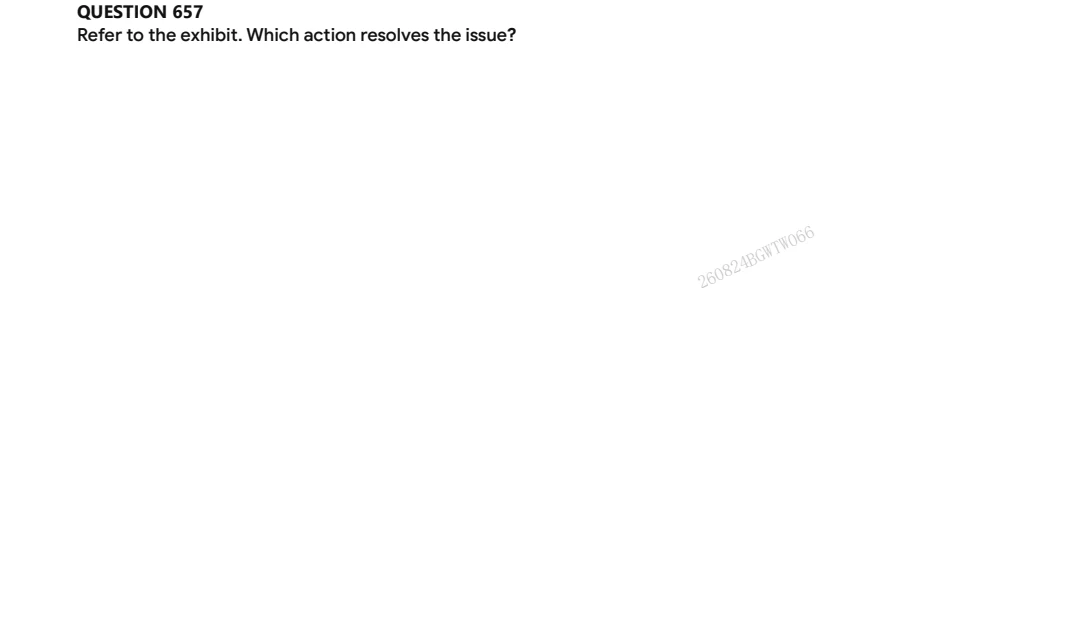 QUESTION 657
Refer to the exhibit. Which action resolves the issue?
260824BGWTW066